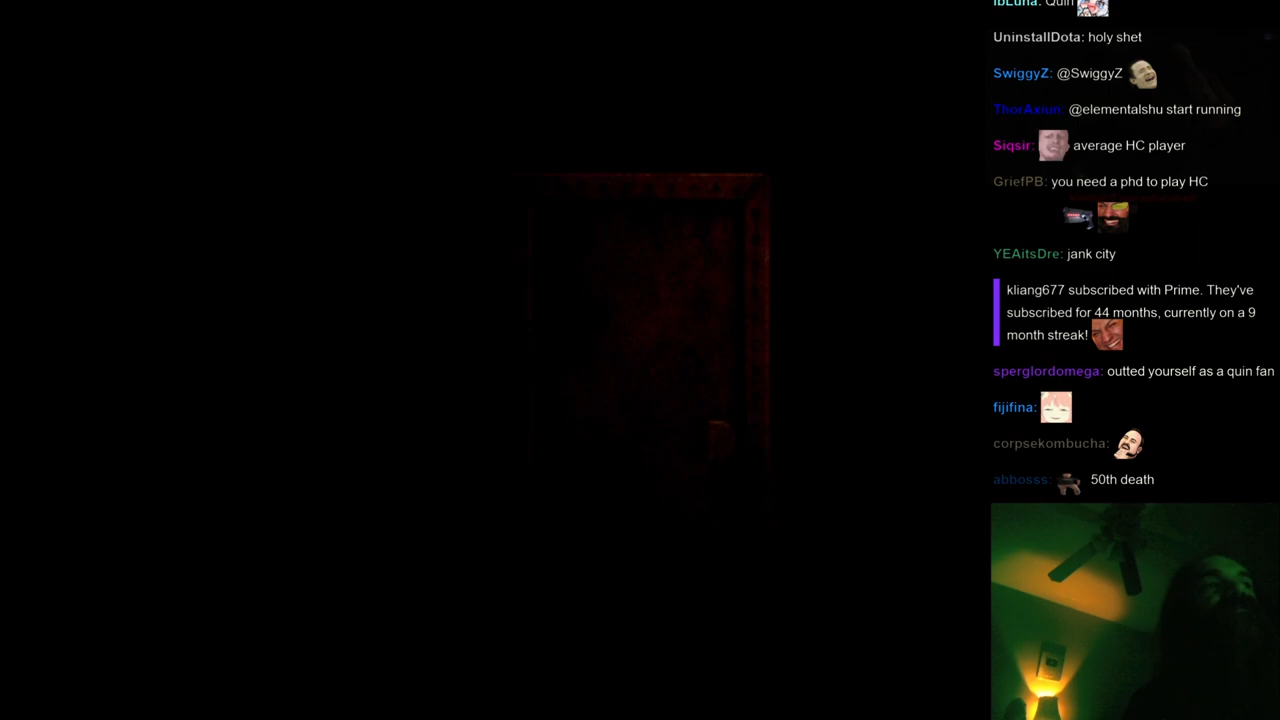 IbLuna: Quin
UninstallDota: holy shet
SwiggyZ: @SwiggyZ
ThorAxiun: @elementalshu start running
Siqsir: average HC player
GriefPB: you need a phd to play HC
YEAitsDre: jank city
kliang677 subscribed with Prime. They've
subscribed for 44 months, currently on a 9
month streak!
sperglordomega: outted yourself as a quin fan
fijifina:
corpsekombucha:
abbosss: 50th death